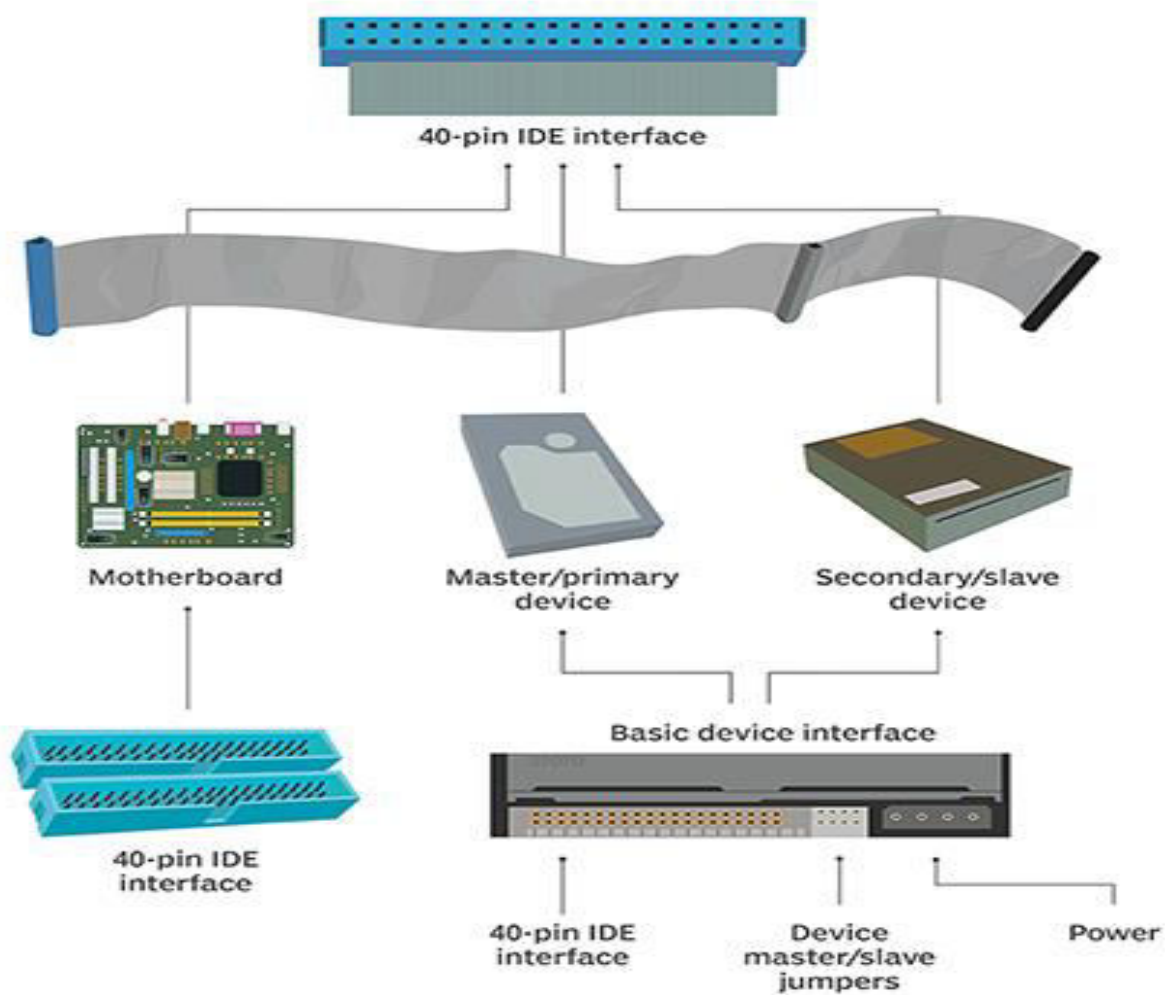 40-pin IDE interface
Motherboard
Master/primary
device
Secondary/slave
device
Basic device interface
40-pin IDE
interface
40-pin IDE
interface
Device
master/slave
jumpers
Power